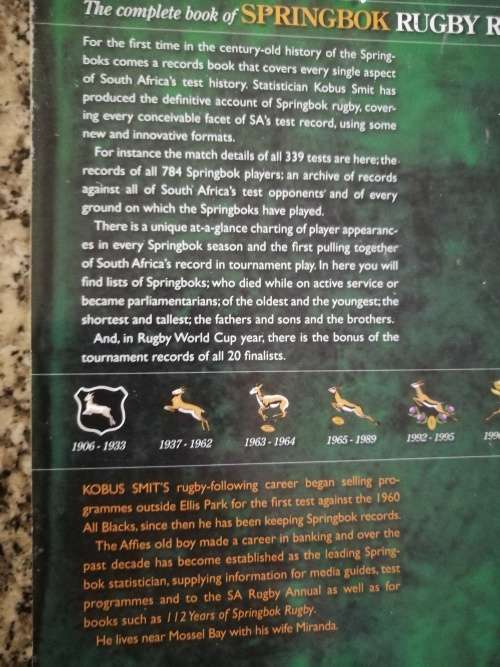 The complete book of SPRINGBOK RUGBY R
For the first time in the century-old history of the Spring-
boks comes a records book that covers every single aspect
of South Africa's test history. Statistician Kobus Smit has
produced the definitive account of Springbok rugby, cover-
ing every conceivable facet of SA's test record, using some
new and innovative formats.
For instance the match details of all 339 tests are here; the
records of all 784 Springbok players; an archive of records
against all of South Africa's test opponents' and of every
ground on which the Springboks have played.
There is a unique at-a-glance charting of player appearanc-
es in every Springbok season and the first pulling together
of South Africa's record in tournament play. In here you will
find lists of Springboks; who died while on active service or
became parliamentarians; of the oldest and the youngest; the
shortest and tallest; the fathers and sons and the brothers.
And, in Rugby World Cup year, there is the bonus of the
tournament records of all 20 finalists.
1906 - 1933 1937 - 1962 1963 - 1964 1965 - 1989 1992 - 1995 199
KOBUS SMIT'S rugby-following career began selling pro-
grammes outside Ellis Park for the first test against the 1960
All Blacks, since then he has been keeping Springbok records.
The Affies old boy made a career in banking and over the
past decade has become established as the leading Spring-
bok statistician, supplying information for media guides, test
programmes and to the SA Rugby Annual as well as for
books such as 112 Years of Springbok Rugby.
He lives near Mossel Bay with his wife Miranda.